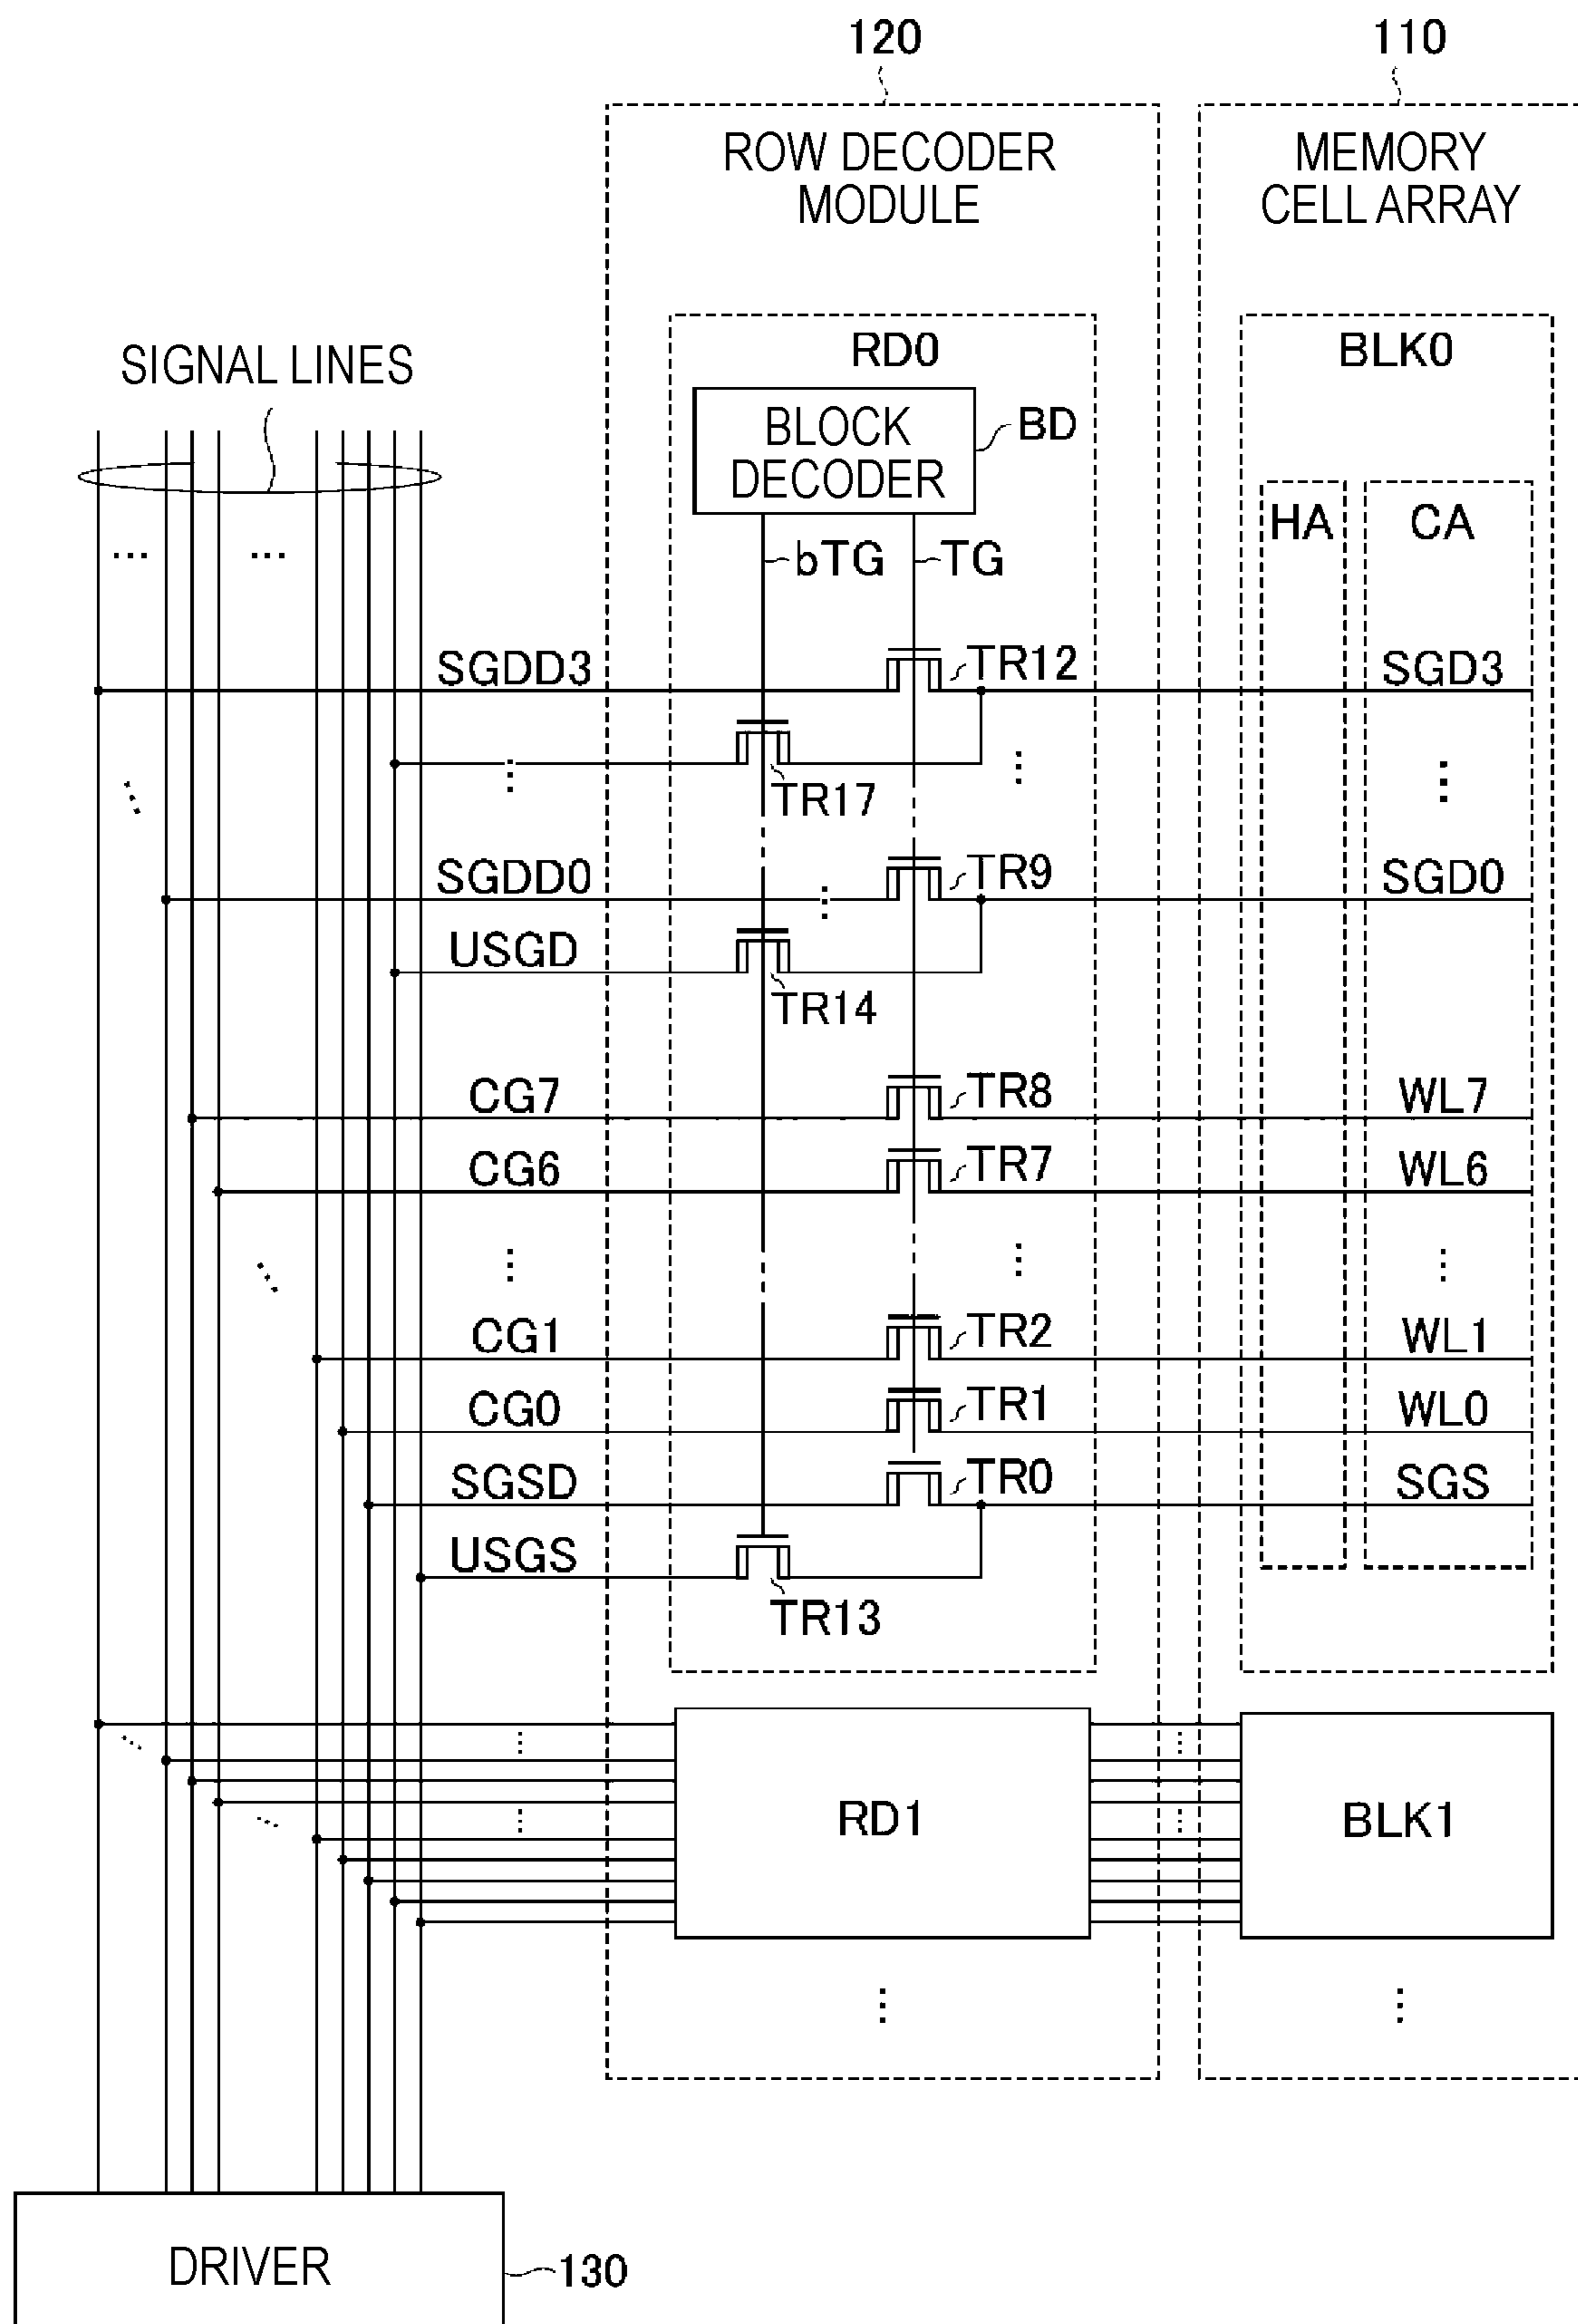 120
110
ROW DECODER
MODULE
MEMORY
CELL ARRAY
SIGNAL LINES
RD0
BLK0
BLOCK
DECODER
BD
HA
CA
...
...
bTG
TG
SGDD3
TR12
SGD3
TR17
SGDD0
TR9
SGD0
USGD
TR14
CG7
TR8
WL7
CG6
TR7
WL6
CG1
TR2
WL1
CG0
TR1
WL0
SGSD
TR0
SGS
USGS
TR13
RD1
BLK1
DRIVER
130